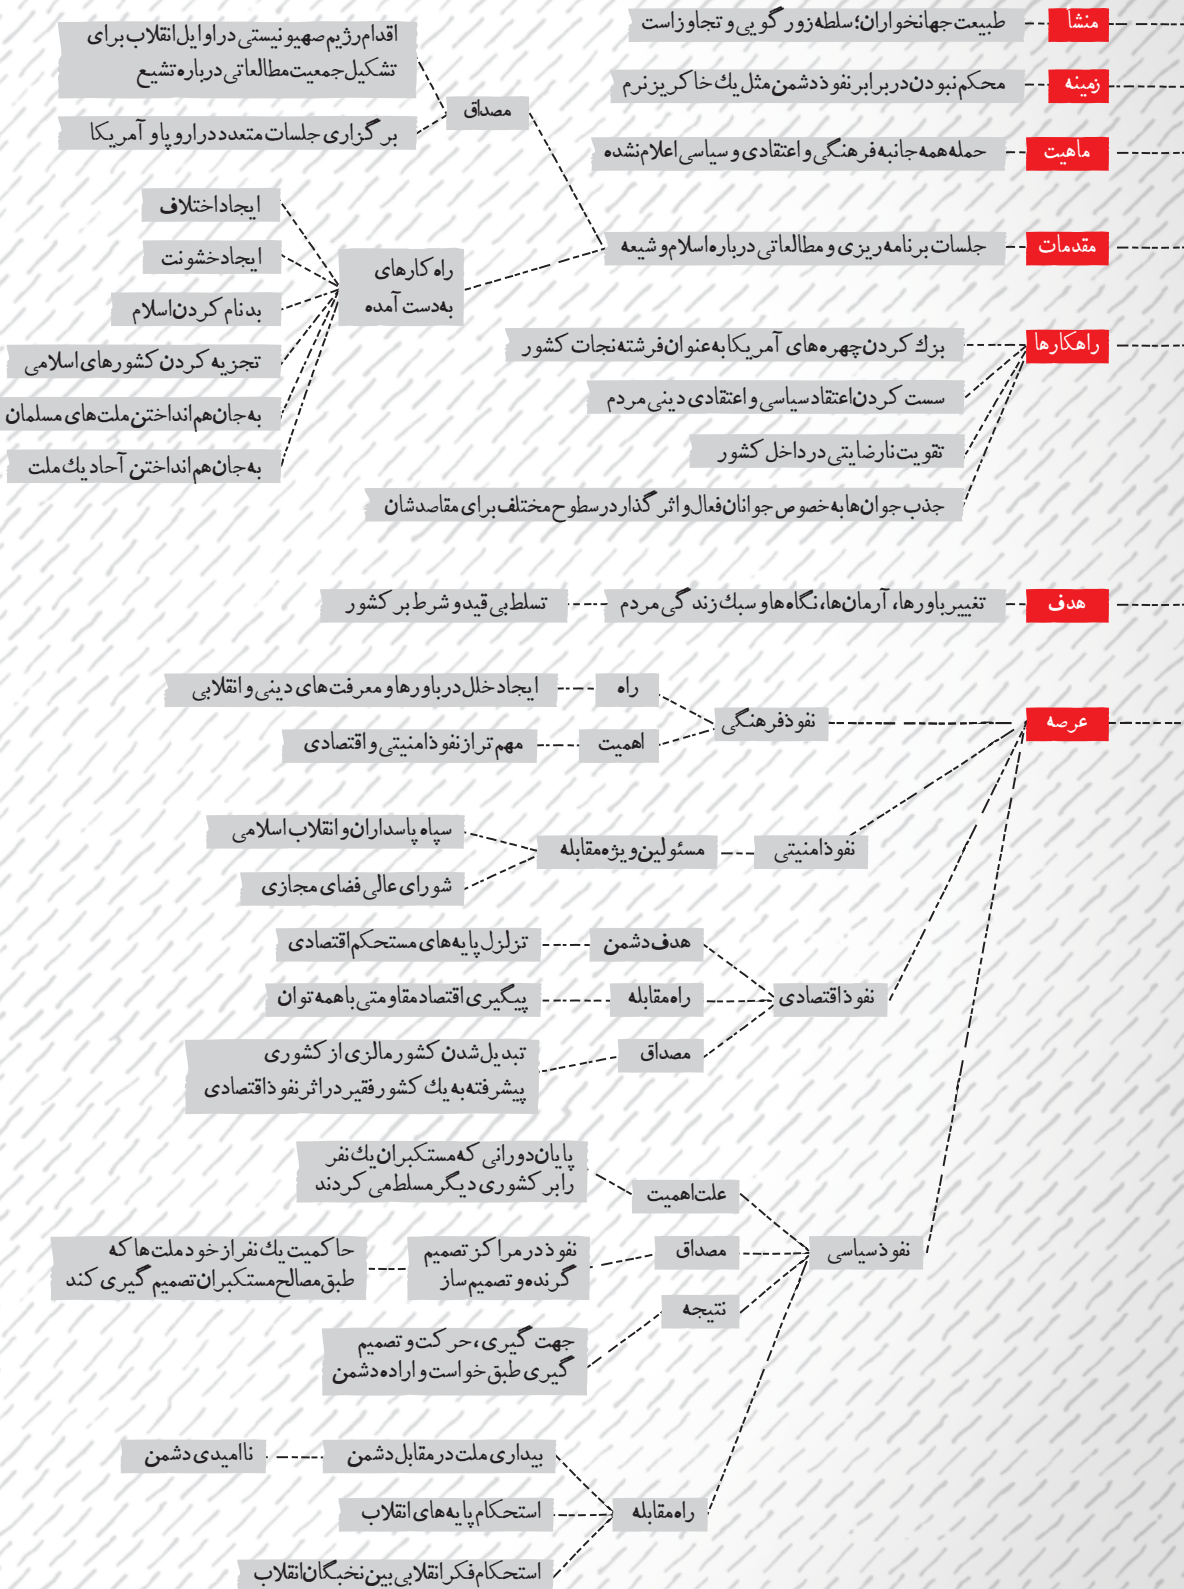 منشأ
طبیعت جهانخواران؛ سلطه زورگویی و تجاوز است
زمینه
محکم نبودن در برابر نفوذ دشمن مثل یك خاکریز نرم
ماهیت
حمله همه جانبه فرهنگی و اعتقادی و سیاسی اعلام نشده
مقدمات
جلسات برنامه ریزی و مطالعاتی درباره اسلام و شیعه
مصداق
اقدام رژیم صهیونیستی در اوایل انقلاب برای
تشکیل جمعیت مطالعاتی درباره تشیع
برگزاری جلسات متعدد در اروپا و آمریکا
راه کارهای
به دست آمده
ایجاد اختلاف
ایجاد خشونت
بدنام کردن اسلام
تجزیه کردن کشورهای اسلامی
به جان هم انداختن ملت های مسلمان
به جان هم انداختن آحاد یك ملت
راهکارها
بزك کردن چهره های آمریکا به عنوان فرشته نجات کشور
سست کردن اعتقاد سیاسی و اعتقادی دینی مردم
تقویت نارضایتی در داخل کشور
جذب جوان ها به خصوص جوانان فعال و اثرگذار در سطوح مختلف برای مقاصدشان
هدف
تغییر باورها، آرمان ها، نگاه ها و سبك زندگی مردم
تسلط بی قید و شرط بر کشور
عرصه
نفوذ فرهنگی
راه
ایجاد خلل در باورها و معرفت های دینی و انقلابی
اهمیت
مهم تر از نفوذ امنیتی و اقتصادی
نفوذ امنیتی
مسئولین ویژه مقابله
سپاه پاسداران و انقلاب اسلامی
شورای عالی فضای مجازی
نفوذ اقتصادی
هدف دشمن
تزلزل پایه های مستحکم اقتصادی
راه مقابله
پیگیری اقتصاد مقاومتی با همه توان
مصداق
تبدیل شدن کشور مالزی از کشوری
پیشرفته به یك کشور فقیر در اثر نفوذ اقتصادی
نفوذ سیاسی
علت اهمیت
پایان دورانی که مستکبران یك نفر
را بر کشوری دیگر مسلط می کردند
مصداق
نفوذ در مراکز تصمیم
گرنده و تصمیم ساز
حاکمیت یك نفر از خود ملت ها که
طبق مصالح مستکبران تصمیم گیری کند
نتیجه
جهت گیری، حرکت و تصمیم
گیری طبق خواست و اراده دشمن
راه مقابله
بیداری ملت در مقابل دشمن
ناامیدی دشمن
استحکام پایه های انقلاب
استحکام فکر انقلابی بین نخبگان انقلاب